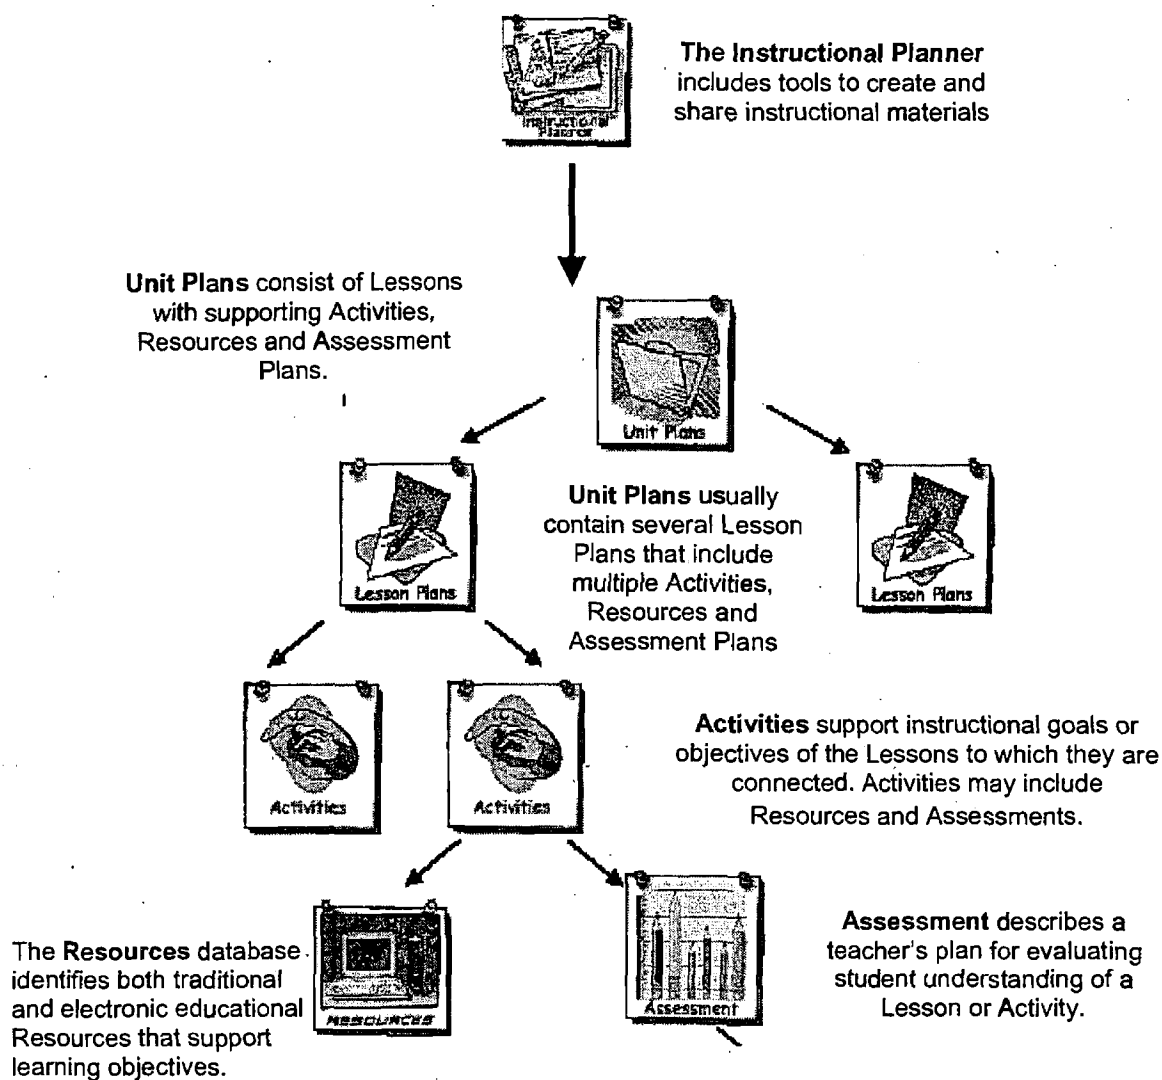 Instructional
Planner
The Instructional Planner
includes tools to create and
share instructional materials
Unit Plans consist of Lessons
with supporting Activities,
Resources and Assessment
Plans.
Unit Plans
Lesson Plans
Unit Plans usually
contain several Lesson
Plans that include
multiple Activities,
Resources and
Assessment Plans
Lesson Plans
Activities
Activities
Activities support instructional goals or
objectives of the Lessons to which they are
connected. Activities may include
Resources and Assessments.
The Resources database
identifies both traditional
and electronic educational
Resources that support
learning objectives.
RESOURCES
Assessment
Assessment describes a
teacher's plan for evaluating
student understanding of a
Lesson or Activity.